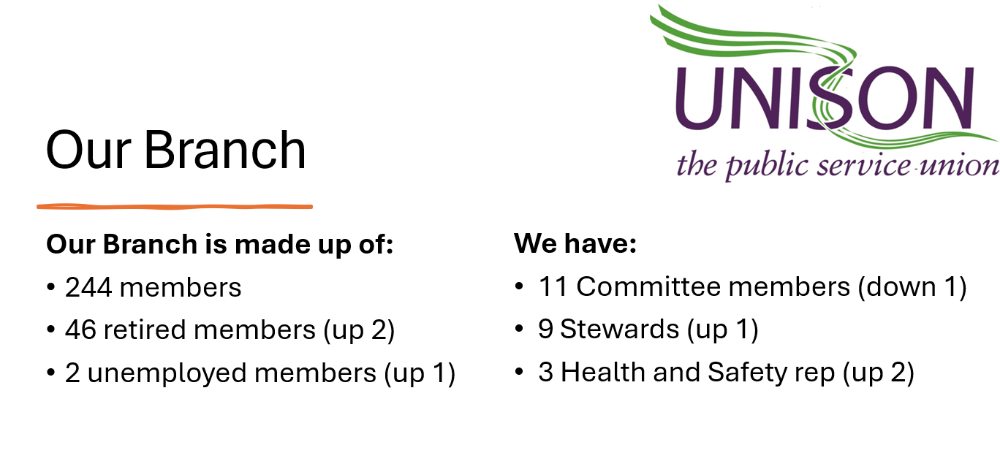 UNISON
the public service union
Our Branch
Our Branch is made up of:
• 244 members
• 46 retired members (up 2)
• 2 unemployed members (up 1)
We have:
• 11 Committee members (down 1)
• 9 Stewards (up 1)
• 3 Health and Safety rep (up 2)